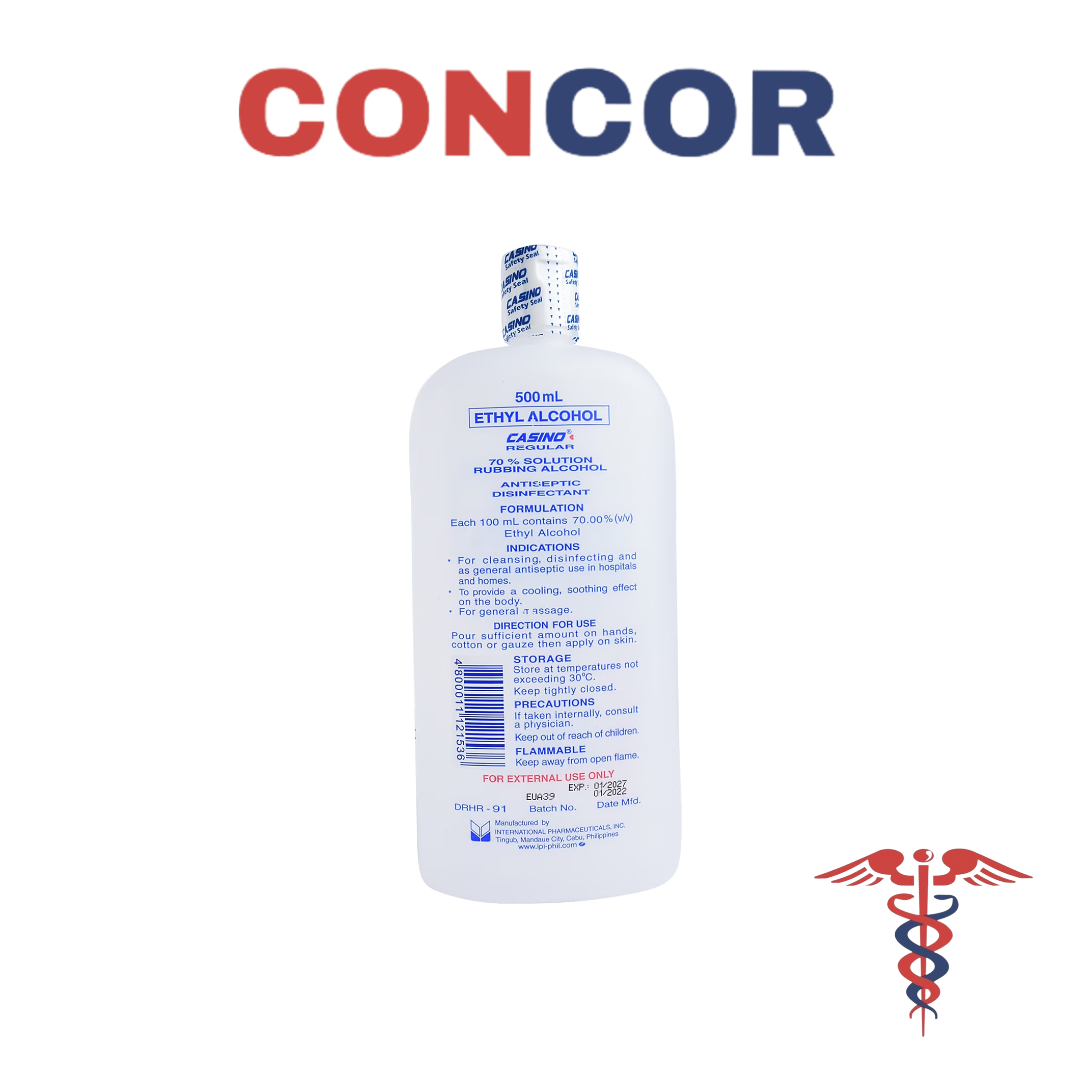 CONCOR
CASINO
Safety Seal
CASINO
Safety Seal
CASINO
Safety Seal
CASINO
Safety Seal
500 mL
ETHYL ALCOHOL
CASINO®
REGULAR
70 % SOLUTION
RUBBING ALCOHOL
ANTISEPTIC
DISINFECTANT
FORMULATION
Each 100 mL contains 70.00% (v/v)
Ethyl Alcohol
INDICATIONS
• For cleansing, disinfecting and
as general antiseptic use in hospitals
and homes.
• To provide a cooling, soothing effect
on the body.
• For general massage.
DIRECTION FOR USE
Pour sufficient amount on hands,
cotton or gauze then apply on skin.
4 800011 121536
STORAGE
Store at temperatures not
exceeding 30°C.
Keep tightly closed.
PRECAUTIONS
If taken internally, consult
a physician.
Keep out of reach of children.
FLAMMABLE
Keep away from open flame.
FOR EXTERNAL USE ONLY
EXP.: 01/2027
EUA39 01/2022
DRHR - 91 Batch No. Date Mfd.
Manufactured by
INTERNATIONAL PHARMACEUTICALS, INC.
Tingub, Mandaue City, Cebu, Philippines
www.ipi-phil.com